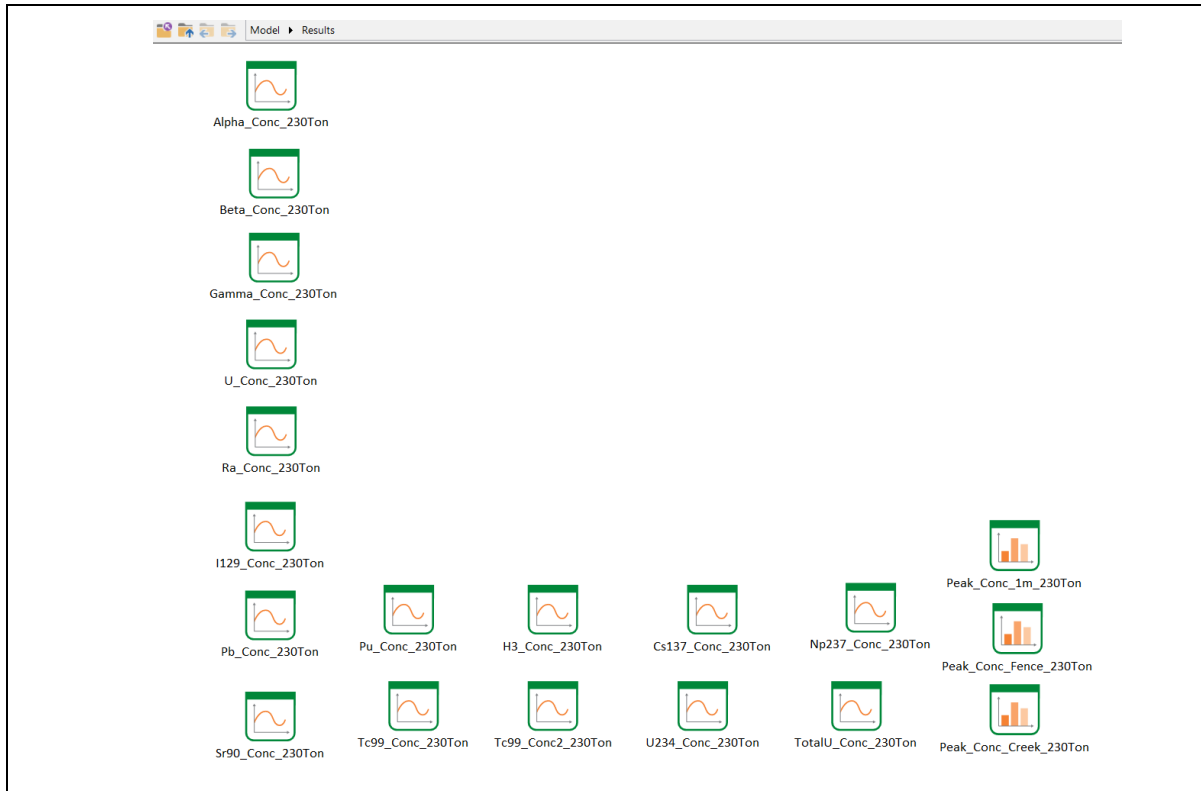 Model Results
Alpha_Conc_230Ton
Beta_Conc_230Ton
Gamma_Conc_230Ton
U_Conc_230Ton
Ra_Conc_230Ton
I129_Conc_230Ton
Peak_Conc_1m_230Ton
Pb_Conc_230Ton Pu_Conc_230Ton H3_Conc_230Ton Cs137_Conc_230Ton Np237_Conc_230Ton
Peak_Conc_Fence_230Ton
Sr90_Conc_230Ton Tc99_Conc_230Ton Tc99_Conc2_230Ton U234_Conc_230Ton TotalU_Conc_230Ton Peak_Conc_Creek_230Ton